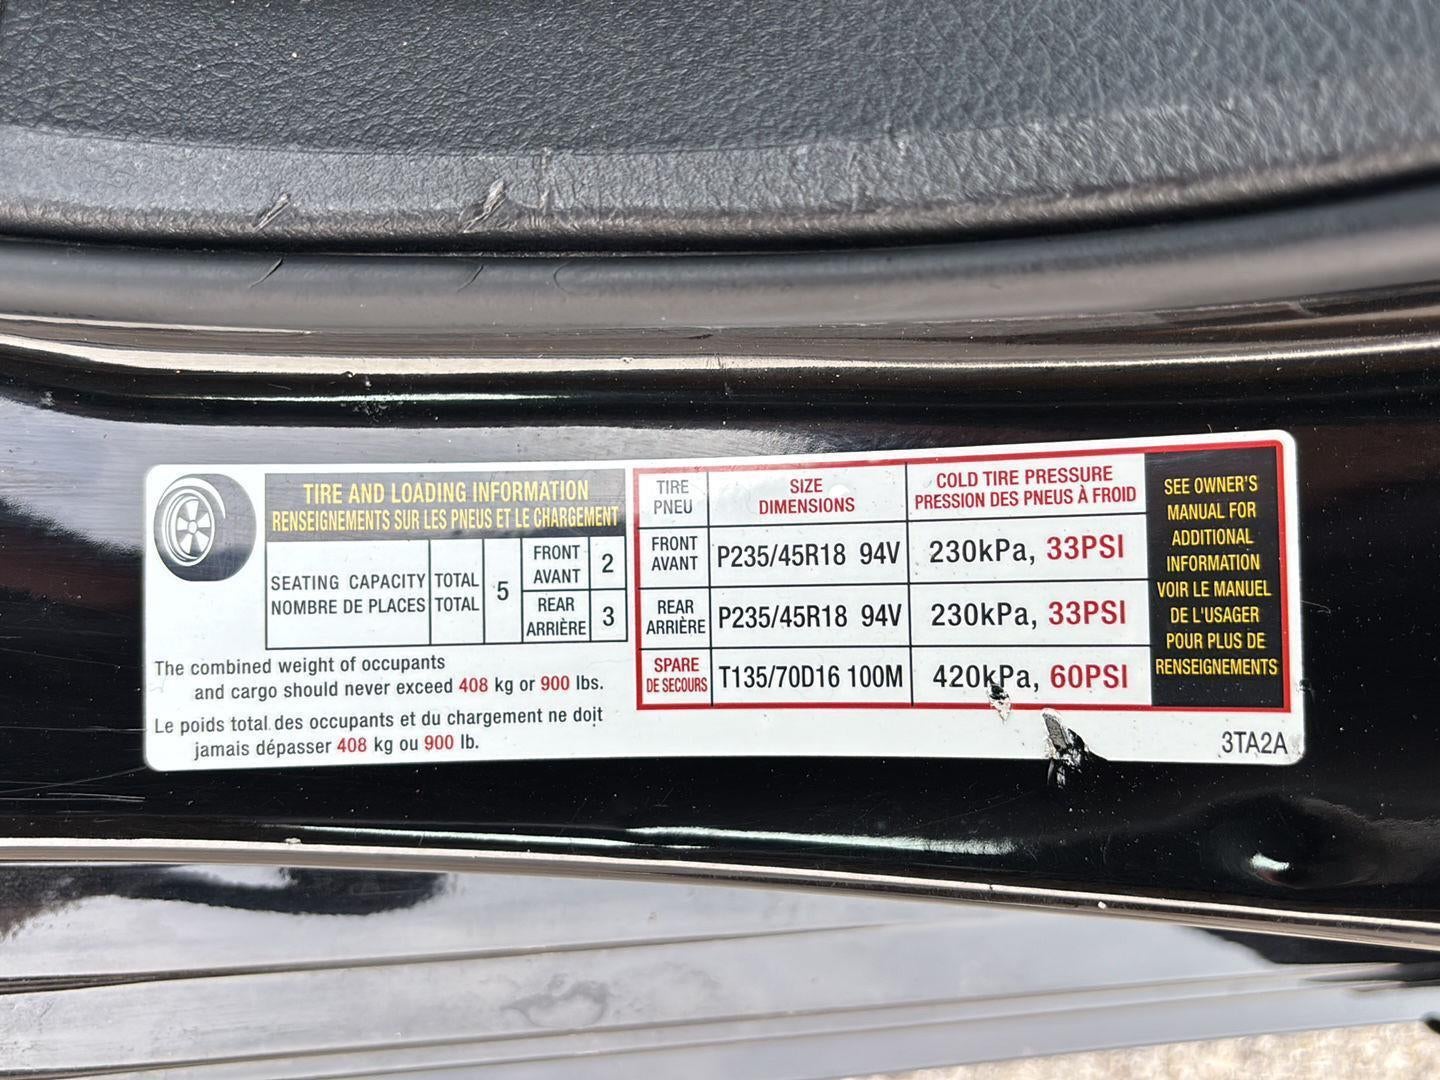 TIRE AND LOADING INFORMATION
RENSEIGNEMENTS SUR LES PNEUS ET LE CHARGEMENT
SEATING CAPACITY
NOMBRE DE PLACES
TOTAL
TOTAL
5
FRONT
AVANT
2
REAR
ARRIÈRE
3
The combined weight of occupants
and cargo should never exceed 408 kg or 900 lbs.
Le poids total des occupants et du chargement ne doit
jamais dépasser 408 kg ou 900 lb.
TIRE
PNEU
SIZE
DIMENSIONS
COLD TIRE PRESSURE
PRESSION DES PNEUS À FROID
FRONT
AVANT
P235/45R18 94V
230kPa, 33PSI
REAR
ARRIÈRE
P235/45R18 94V
230kPa, 33PSI
SPARE
DE SECOURS
T135/70D16 100M
420kPa, 60PSI
SEE OWNER'S
MANUAL FOR
ADDITIONAL
INFORMATION
VOIR LE MANUEL
DE L'USAGER
POUR PLUS DE
RENSEIGNEMENTS
3TA2A